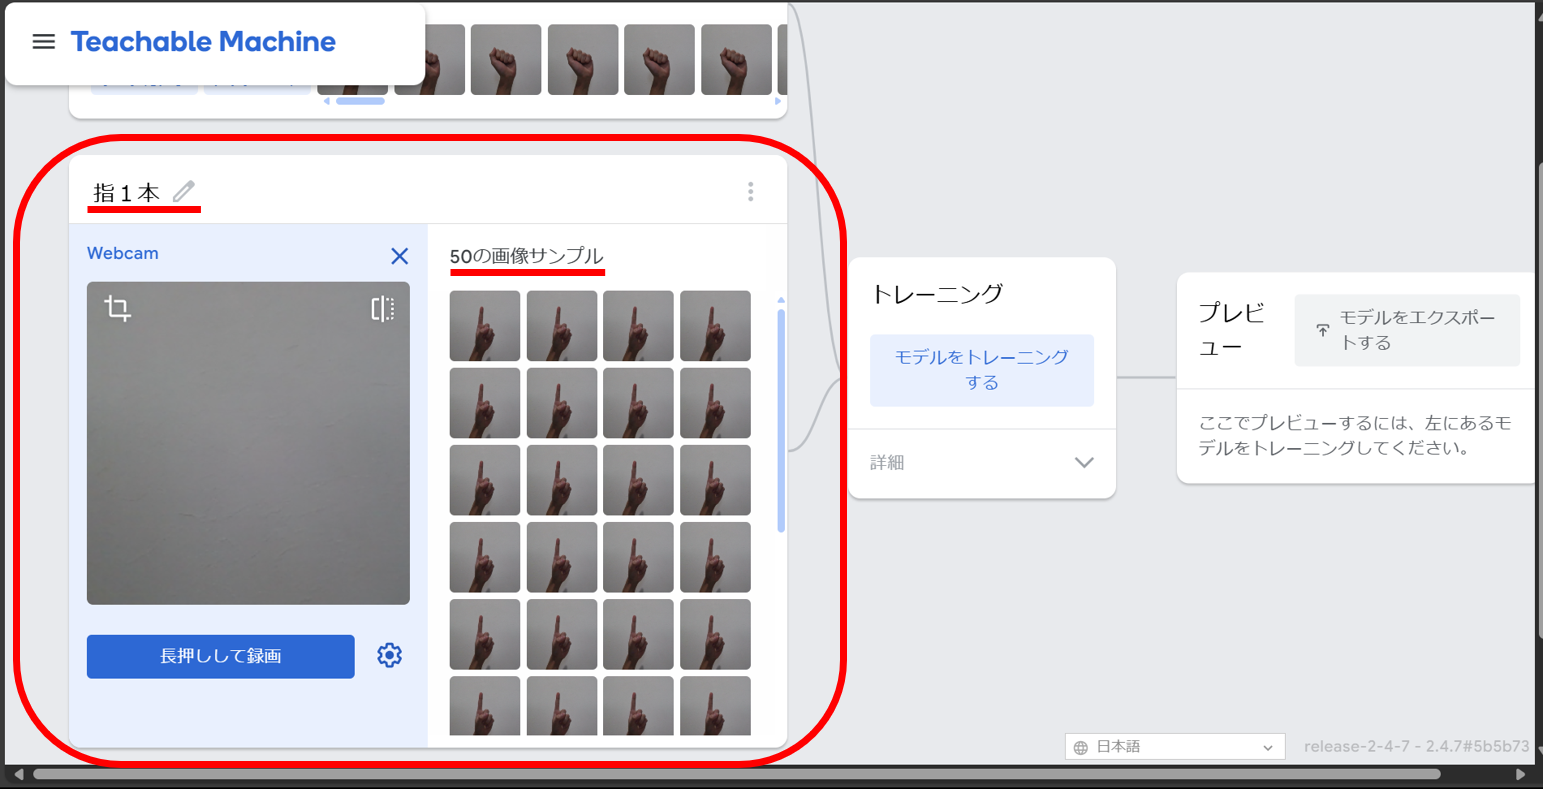 Teachable Machine
指１本
Webcam
50の画像サンプル
長押しして録画
トレーニング
モデルをトレーニング
する
詳細
プレビ
ュー
モデルをエクスポー
トする
ここでプレビューするには、左にあるモ
デルをトレーニングしてください。
日本語
release-2-4-7 - 2.4.7#5b5b73